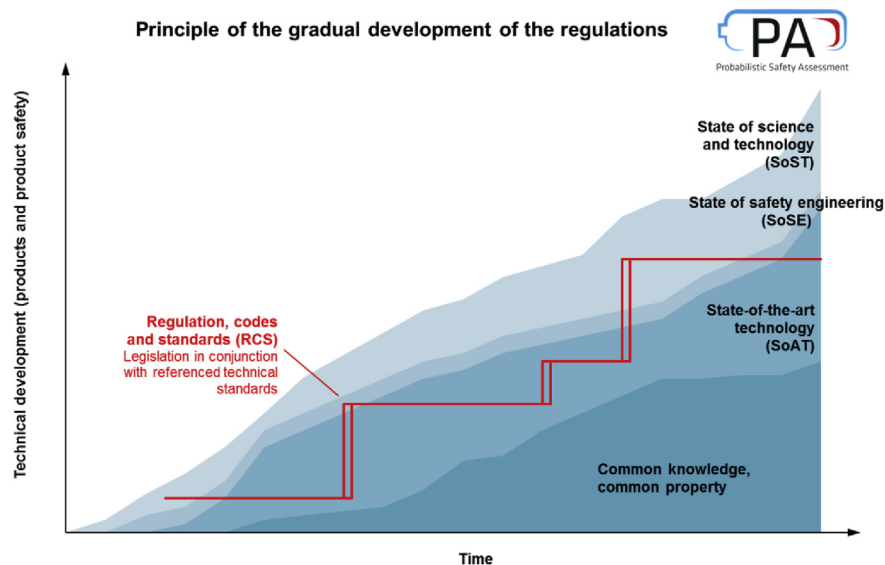 Principle of the gradual development of the regulations
PA
Probabilistic Safety Assessment
Technical development (products and product safety)
State of science
and technology
(SoST)
State of safety engineering
(SoSE)
Regulation, codes
and standards (RCS)
Legislation in conjunction
with referenced technical
standards
State-of-the-art
technology
(SoAT)
Common knowledge,
common property
Time